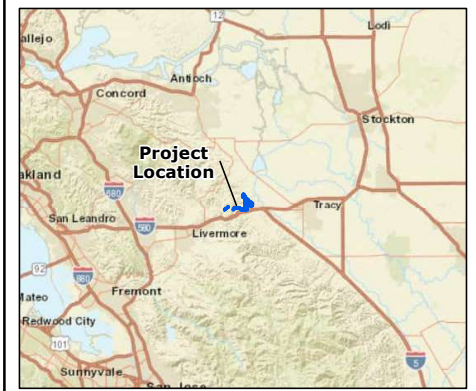 12
Lodi
allejo
Antioch
Concord
Stockton
Project
Location
akland
680
Tracy
San Leandro
580
Livermore
92
880
Fremont
Mateo
Redwood City
101
5
Sunnyvale
San Jose